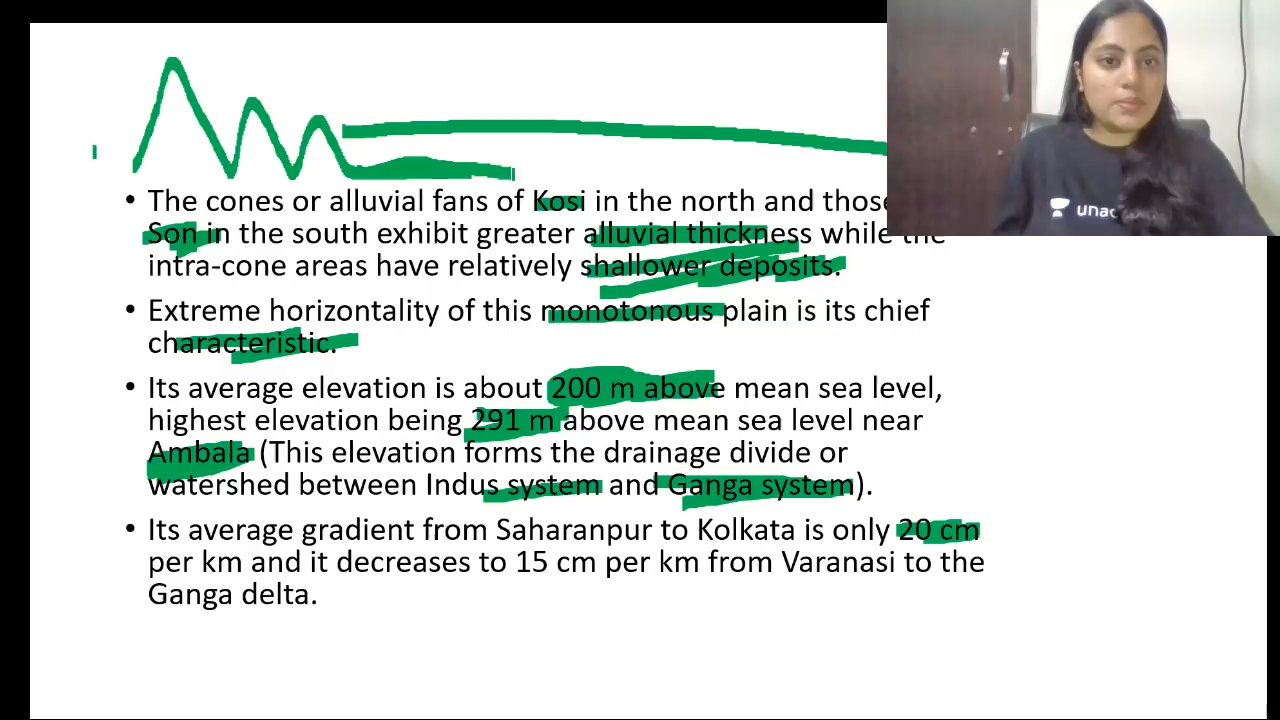 • The cones or alluvial fans of Kosi in the north and those
Son in the south exhibit greater alluvial thickness while the
intra-cone areas have relatively shallower deposits.
• Extreme horizontality of this monotonous plain is its chief
characteristic.
• Its average elevation is about 200 m above mean sea level,
highest elevation being 291 m above mean sea level near
Ambala (This elevation forms the drainage divide or
watershed between Indus system and Ganga system).
• Its average gradient from Saharanpur to Kolkata is only 20 cm
per km and it decreases to 15 cm per km from Varanasi to the
Ganga delta.